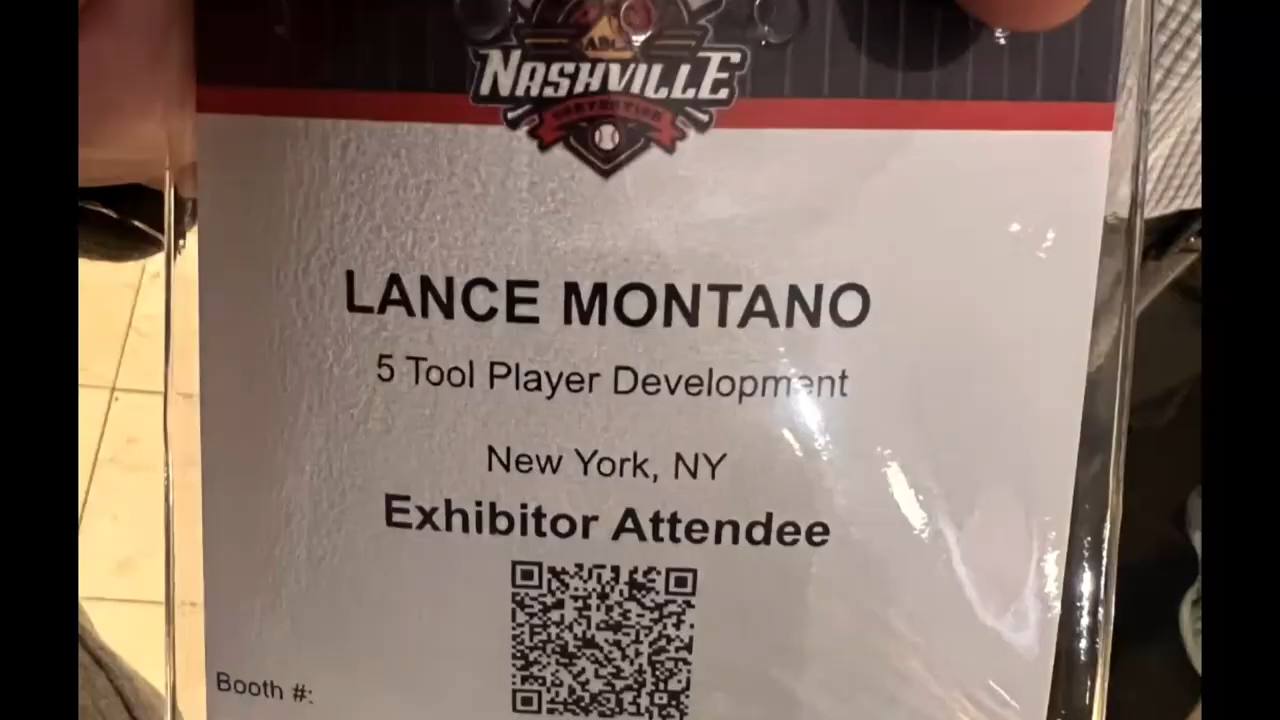 NASHVILLE
LANCE MONTANO
5 Tool Player Development
New York, NY
Exhibitor Attendee
Booth #: